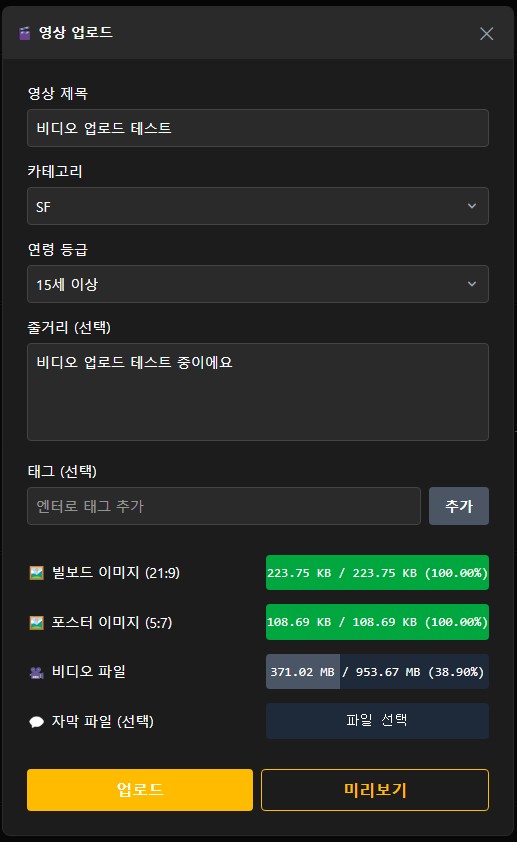 영상 업로드
영상 제목
비디오 업로드 테스트
카테고리
SF
연령 등급
15세 이상
줄거리 (선택)
비디오 업로드 테스트 중이에요
태그 (선택)
엔터로 태그 추가 추가
빌보드 이미지 (21:9) 223.75 KB / 223.75 KB (100.00%)
포스터 이미지 (5:7) 108.69 KB / 108.69 KB (100.00%)
비디오 파일 371.02 MB / 953.67 MB (38.90%)
자막 파일 (선택) 파일 선택
업로드 미리보기